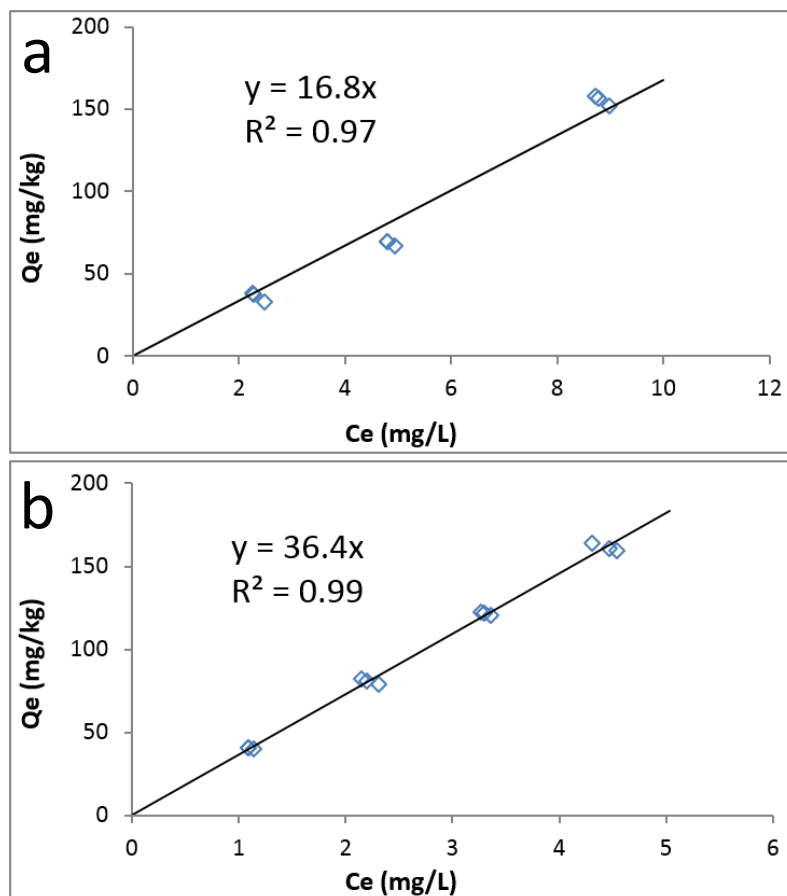 a
200
150
100
50
0
Qe (mg/kg)
y = 16.8x
R² = 0.97
0 2 4 6 8 10 12
Ce (mg/L)
b
200
150
100
50
0
Qe (mg/kg)
y = 36.4x
R² = 0.99
0 1 2 3 4 5 6
Ce (mg/L)